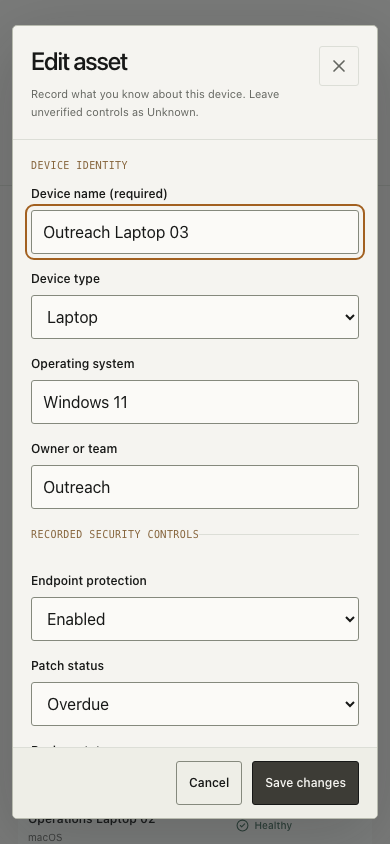 Edit asset
Record what you know about this device. Leave
unverified controls as Unknown.
DEVICE IDENTITY
Device name (required)
Outreach Laptop 03
Device type
Laptop
Operating system
Windows 11
Owner or team
Outreach
RECORDED SECURITY CONTROLS
Endpoint protection
Enabled
Patch status
Overdue
Cancel
Save changes
Operations Laptop 02
Healthy
macOS